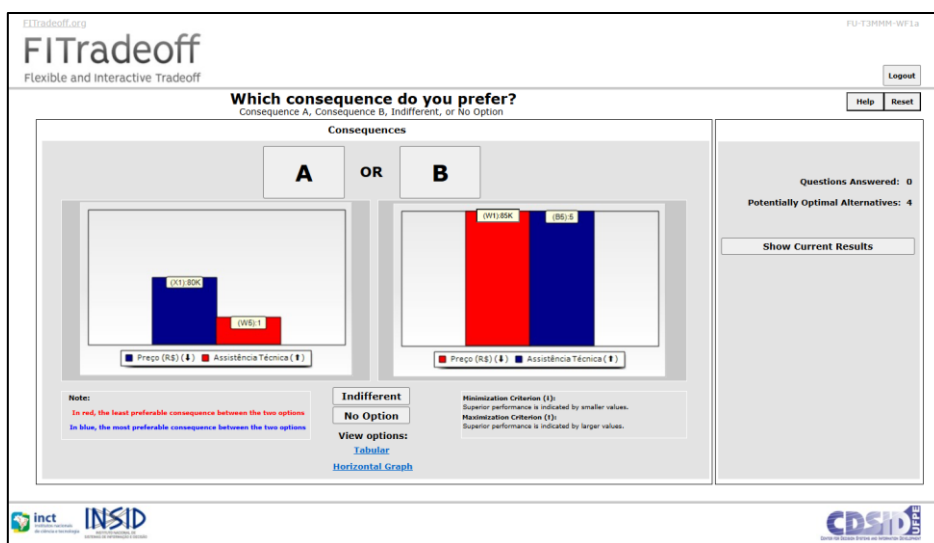 FITradeoff.org
FU-T3MMM-WF1a
FITradeoff
Flexible and Interactive Tradeoff
Logout
Which consequence do you prefer?
Consequence A, Consequence B, Indifferent, or No Option
Help
Reset
Consequences
A
OR
B
(X1):80K
(W5):1
Preço (R$) (⬇) Assistência Técnica (⬆)
(W1):85K
(B5):5
Preço (R$) (⬇) Assistência Técnica (⬆)
Questions Answered: 0
Potentially Optimal Alternatives: 4
Show Current Results
Note:
In red, the least preferable consequence between the two options
In blue, the most preferable consequence between the two options
Indifferent
No Option
View options:
Tabular
Horizontal Graph
Minimization Criterion (⬇):
Superior performance is indicated by smaller values.
Maximization Criterion (⬆):
Superior performance is indicated by larger values.
inct
INSID
CDSID
UFPE